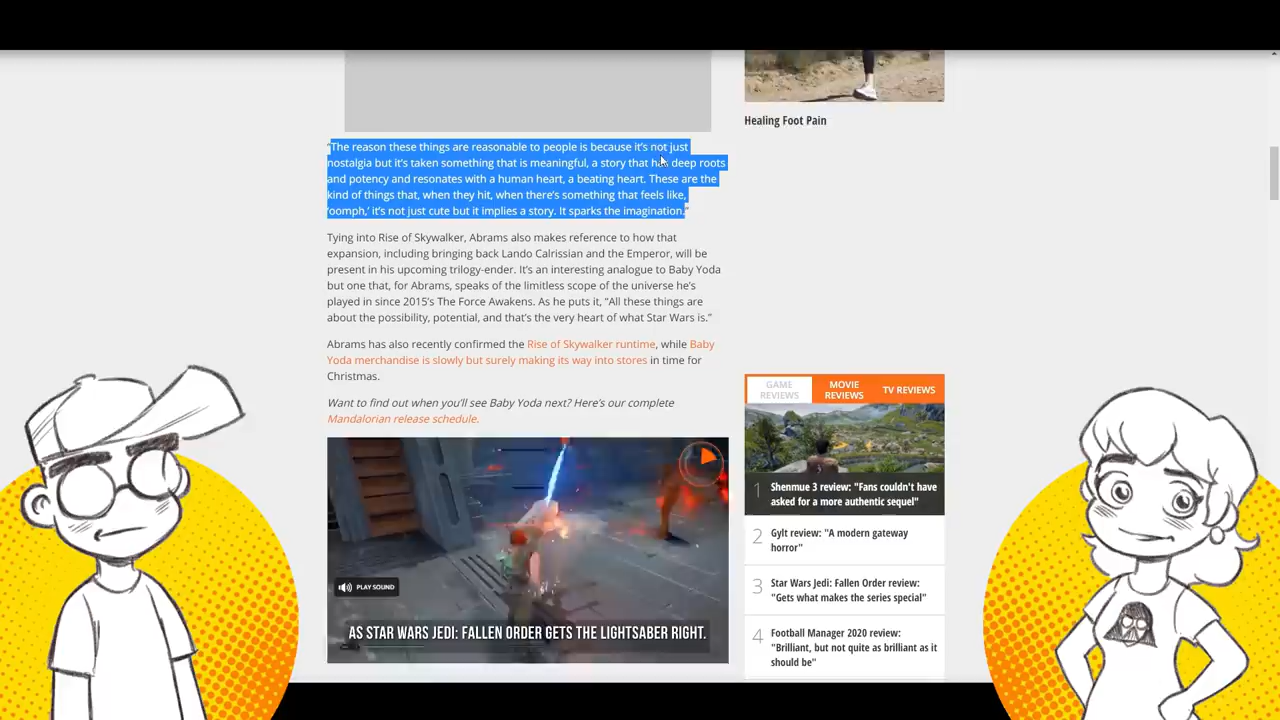 Healing Foot Pain
“The reason these things are reasonable to people is because it’s not just
nostalgia but it’s taken something that is meaningful, a story that has deep roots
and potency and resonates with a human heart, a beating heart. These are the
kind of things that, when they hit, when there’s something that feels like,
‘oomph,’ it’s not just cute but it implies a story. It sparks the imagination.”
Tying into Rise of Skywalker, Abrams also makes reference to how that
expansion, including bringing back Lando Calrissian and the Emperor, will be
present in his upcoming trilogy-ender. It’s an interesting analogue to Baby Yoda
but one that, for Abrams, speaks of the limitless scope of the universe he’s
played in since 2015’s The Force Awakens. As he puts it, “All these things are
about the possibility, potential, and that’s the very heart of what Star Wars is.”
Abrams has also recently confirmed the Rise of Skywalker runtime, while Baby
Yoda merchandise is slowly but surely making its way into stores in time for
Christmas.
Want to find out when you’ll see Baby Yoda next? Here’s our complete
Mandalorian release schedule.
PLAY SOUND
AS STAR WARS JEDI: FALLEN ORDER GETS THE LIGHTSABER RIGHT.
GAME
REVIEWS
MOVIE
REVIEWS
TV REVIEWS
1 Shenmue 3 review: "Fans couldn't have
asked for a more authentic sequel"
2 Gylt review: "A modern gateway
horror"
3 Star Wars Jedi: Fallen Order review:
"Gets what makes the series special"
4 Football Manager 2020 review:
"Brilliant, but not quite as brilliant as it
should be"